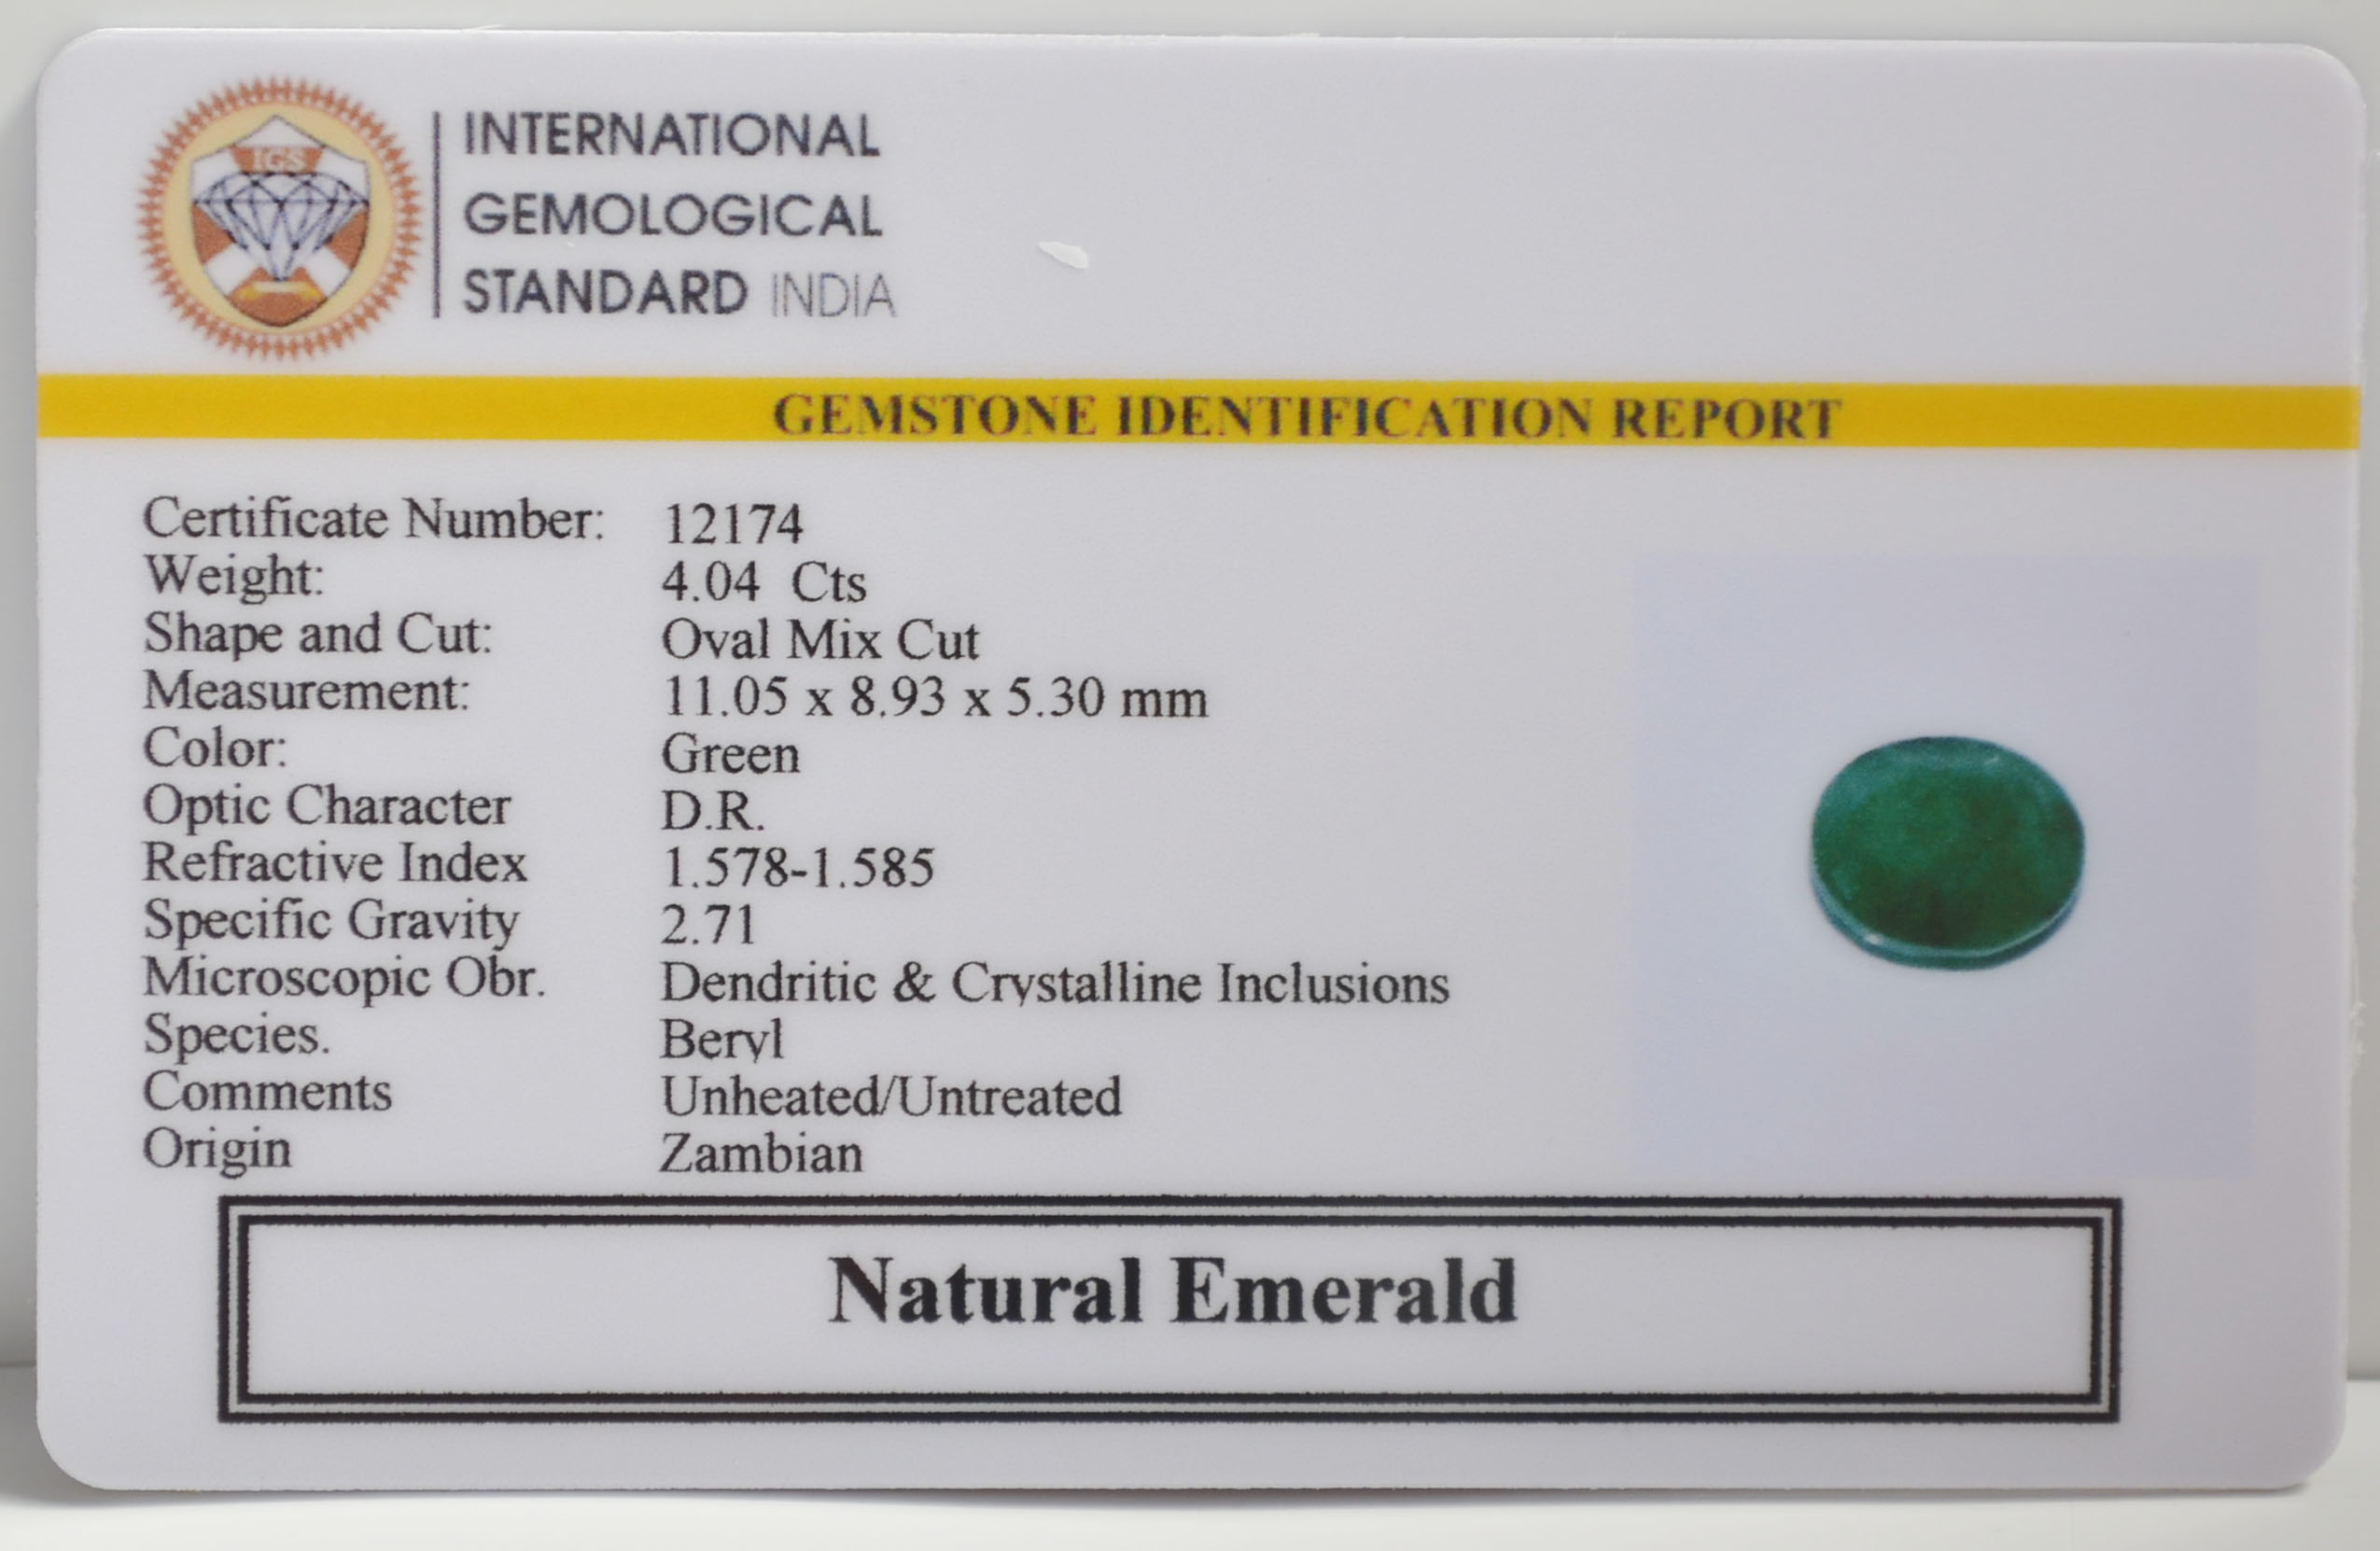 IGS
INTERNATIONAL
GEMOLOGICAL
STANDARD INDIA
GEMSTONE IDENTIFICATION REPORT
Certificate Number: 12174
Weight: 4.04 Cts
Shape and Cut: Oval Mix Cut
Measurement: 11.05 x 8.93 x 5.30 mm
Color: Green
Optic Character D.R.
Refractive Index 1.578-1.585
Specific Gravity 2.71
Microscopic Obr. Dendritic & Crystalline Inclusions
Species. Beryl
Comments Unheated/Untreated
Origin Zambian
Natural Emerald